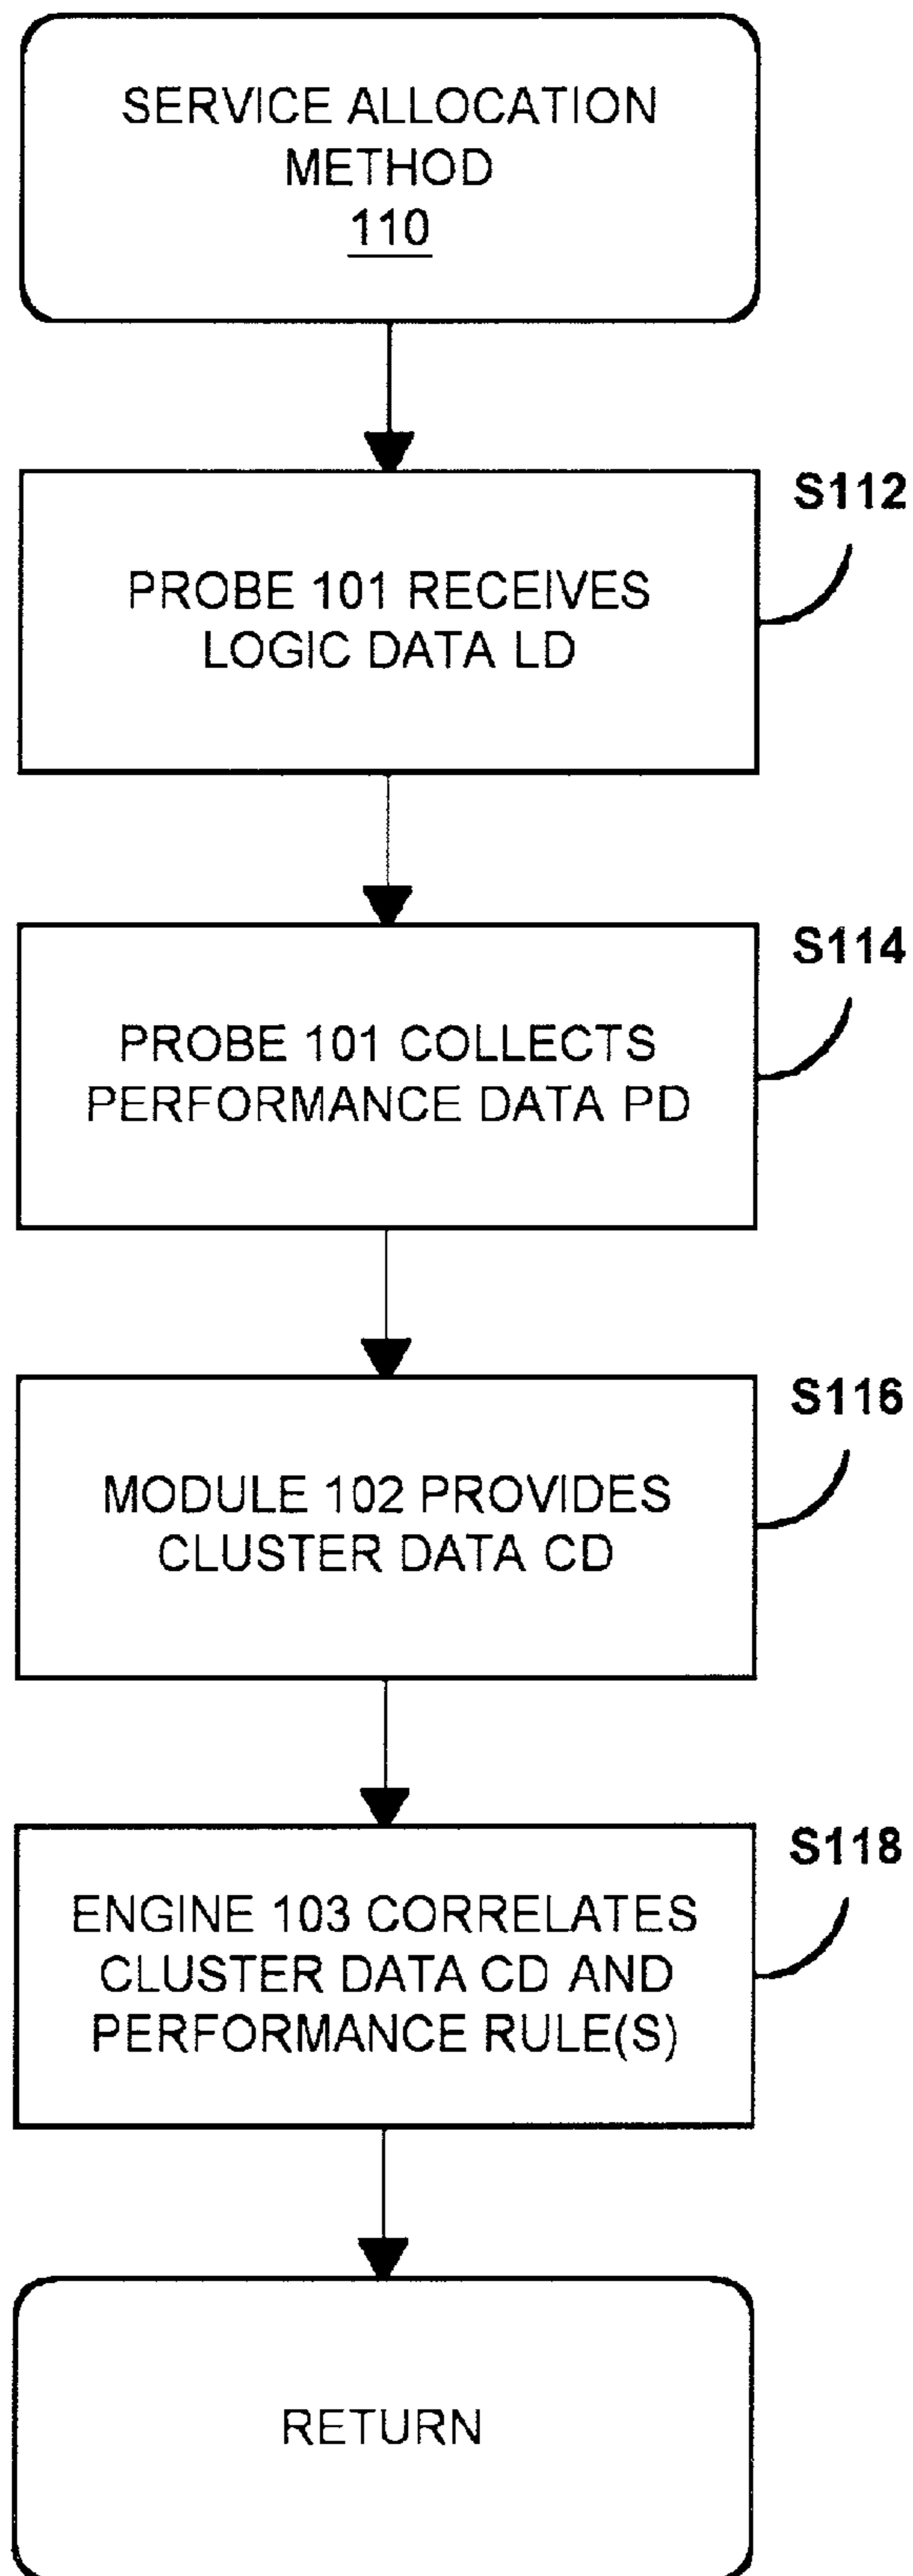 SERVICE ALLOCATION
METHOD
110
S112
PROBE 101 RECEIVES
LOGIC DATA LD
S114
PROBE 101 COLLECTS
PERFORMANCE DATA PD
S116
MODULE 102 PROVIDES
CLUSTER DATA CD
S118
ENGINE 103 CORRELATES
CLUSTER DATA CD AND
PERFORMANCE RULE(S)
RETURN